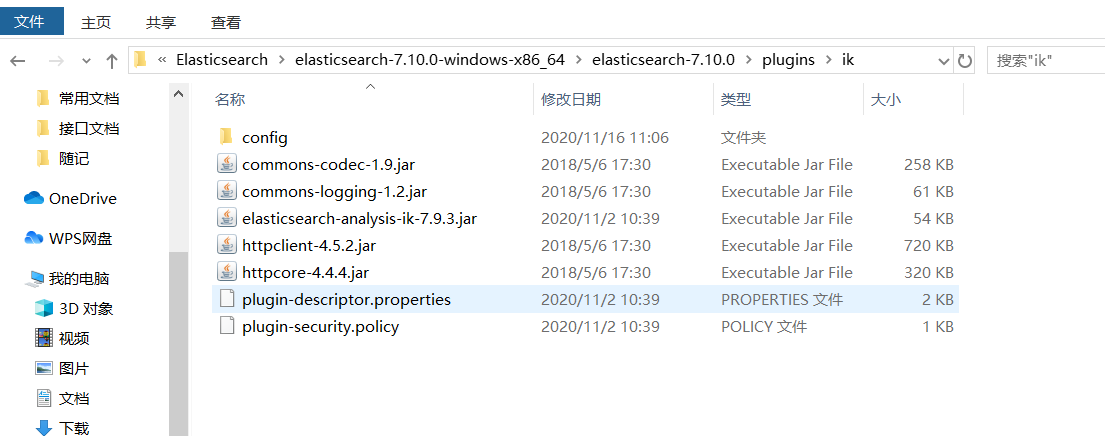 文件 主页 共享 查看
« Elasticsearch › elasticsearch-7.10.0-windows-x86_64 › elasticsearch-7.10.0 › plugins › ik 搜索"ik"
常用文档
接口文档
随记
OneDrive
WPS网盘
我的电脑
3D 对象
视频
图片
文档
下载
名称 修改日期 类型 大小
config 2020/11/16 11:06 文件夹
commons-codec-1.9.jar 2018/5/6 17:30 Executable Jar File 258 KB
commons-logging-1.2.jar 2018/5/6 17:30 Executable Jar File 61 KB
elasticsearch-analysis-ik-7.9.3.jar 2020/11/2 10:39 Executable Jar File 54 KB
httpclient-4.5.2.jar 2018/5/6 17:30 Executable Jar File 720 KB
httpcore-4.4.4.jar 2018/5/6 17:30 Executable Jar File 320 KB
plugin-descriptor.properties 2020/11/2 10:39 PROPERTIES 文件 2 KB
plugin-security.policy 2020/11/2 10:39 POLICY 文件 1 KB